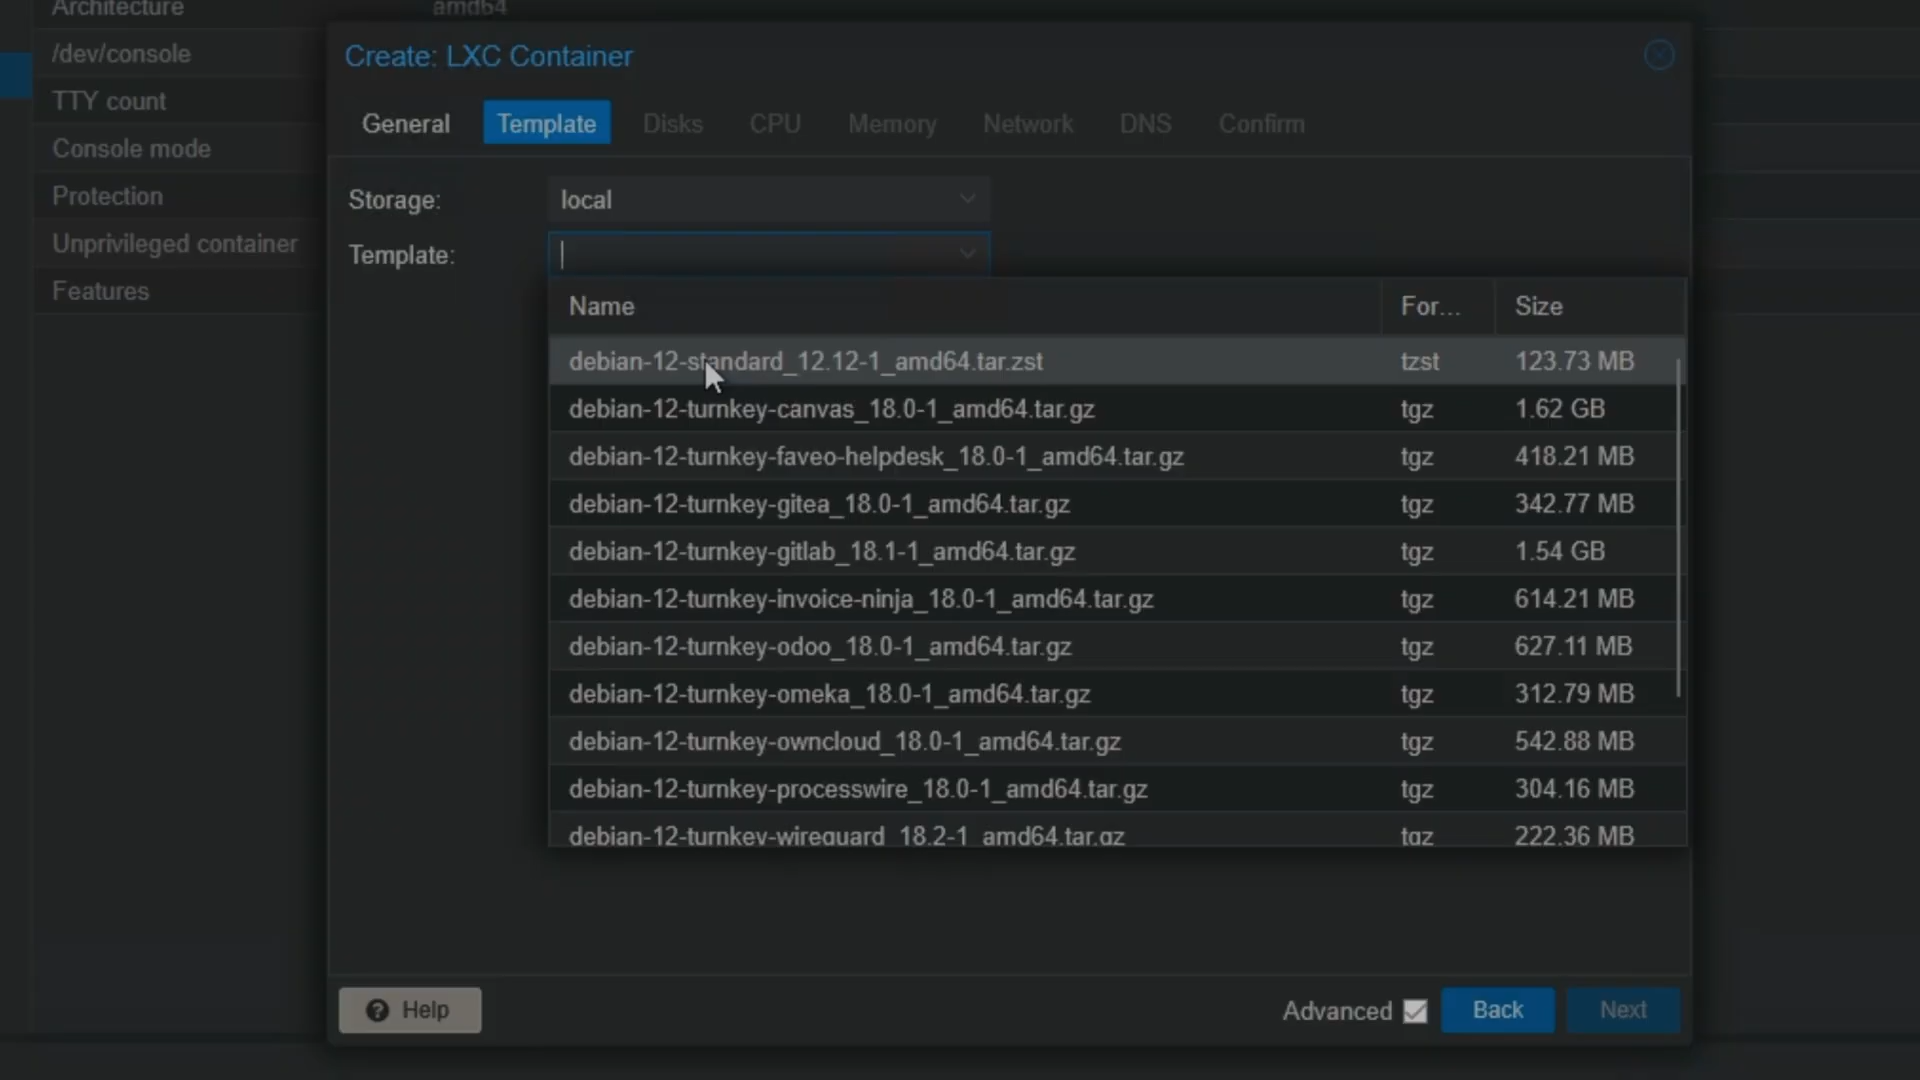 Architecture amd64
/dev/console
TTY count
Console mode
Protection
Unprivileged container
Features
Create: LXC Container
General Template Disks CPU Memory Network DNS Confirm
Storage: local
Template:
Name For... Size
debian-12-standard_12.12-1_amd64.tar.zst tzst 123.73 MB
debian-12-turnkey-canvas_18.0-1_amd64.tar.gz tgz 1.62 GB
debian-12-turnkey-faveo-helpdesk_18.0-1_amd64.tar.gz tgz 418.21 MB
debian-12-turnkey-gitea_18.0-1_amd64.tar.gz tgz 342.77 MB
debian-12-turnkey-gitlab_18.1-1_amd64.tar.gz tgz 1.54 GB
debian-12-turnkey-invoice-ninja_18.0-1_amd64.tar.gz tgz 614.21 MB
debian-12-turnkey-odoo_18.0-1_amd64.tar.gz tgz 627.11 MB
debian-12-turnkey-omeka_18.0-1_amd64.tar.gz tgz 312.79 MB
debian-12-turnkey-owncloud_18.0-1_amd64.tar.gz tgz 542.88 MB
debian-12-turnkey-processwire_18.0-1_amd64.tar.gz tgz 304.16 MB
debian-12-turnkey-wireguard_18.2-1_amd64.tar.gz tgz 222.36 MB
Help Advanced Back Next